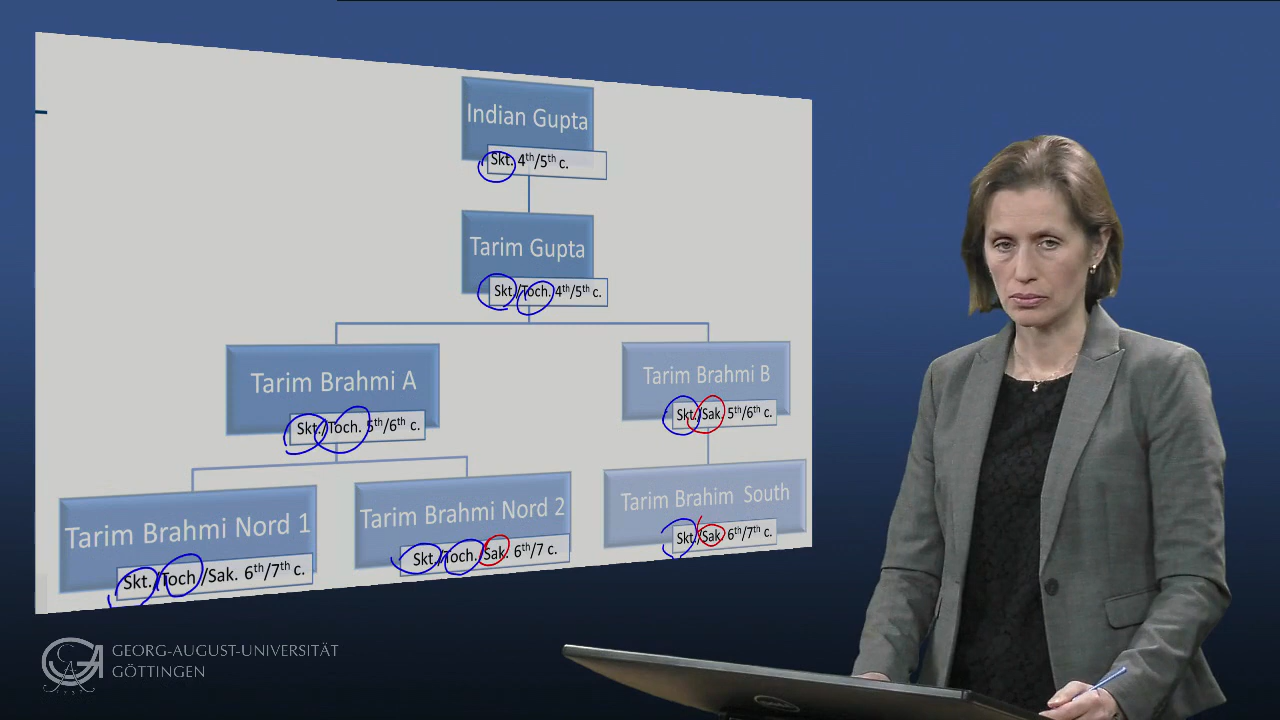 Indian Gupta
Skt. 4th/5th c.
Tarim Gupta
Skt./Toch. 4th/5th c.
Tarim Brahmi A
Skt./Toch. 5th/6th c.
Tarim Brahmi B
Skt./Sak. 5th/6th c.
Tarim Brahmi Nord 1
Skt./Toch./Sak. 6th/7th c.
Tarim Brahmi Nord 2
Skt./Toch./Sak. 6th/7 c.
Tarim Brahim South
Skt./Sak. 6th/7th c.
GEORG-AUGUST-UNIVERSITÄT
GÖTTINGEN